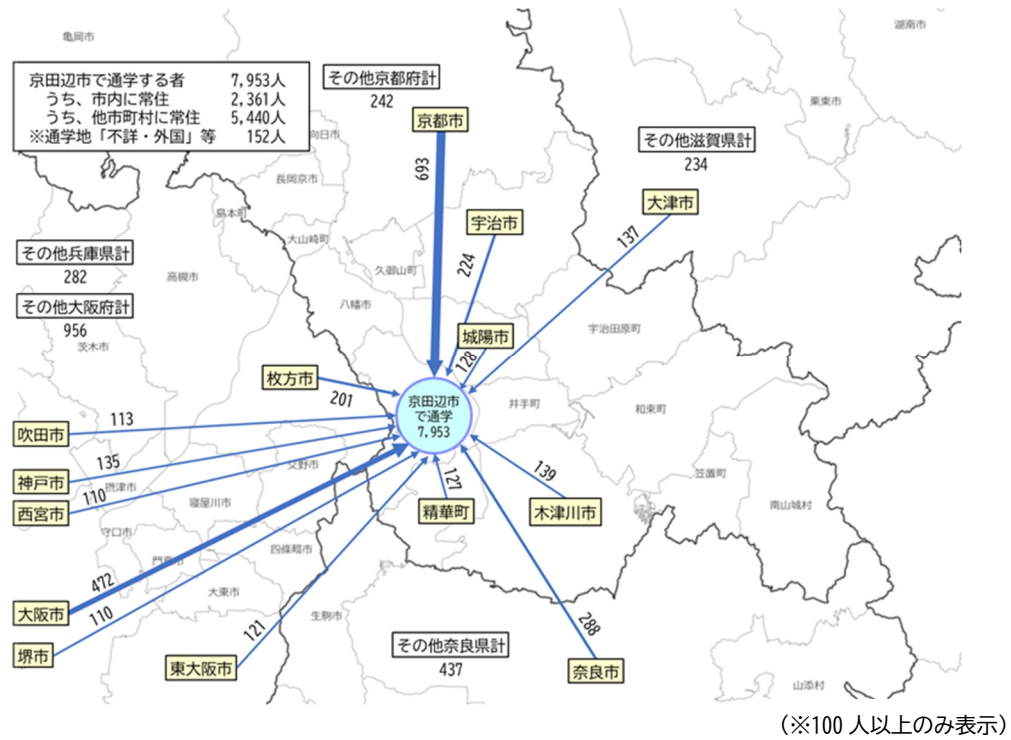 亀岡市
湖南市
京田辺市で通学する者 7,953人
うち、市内に常住 2,361人
うち、他市町村に常住 5,440人
※通学地「不詳・外国」等 152人
その他京都府計
242
京都市
栗東市
向日市
その他滋賀県計
234
693
長岡京市
大津市
島本町
宇治市
137
大山崎町
その他兵庫県計
282
高槻市
久御山町
224
その他大阪府計
956
八幡市
城陽市
宇治田原町
茨木市
128
枚方市
201
京田辺市
で通学
7,953
井手町
和束町
113
吹田市
135
神戸市
交野市
127
139
笠置町
摂津市
110
西宮市
寝屋川市
精華町
木津川市
南山城村
守口市
門真市
四條畷市
472
大東市
大阪市
110
生駒市
121
288
堺市
東大阪市
その他奈良県計
437
奈良市
山添村
(※100 人以上のみ表示)